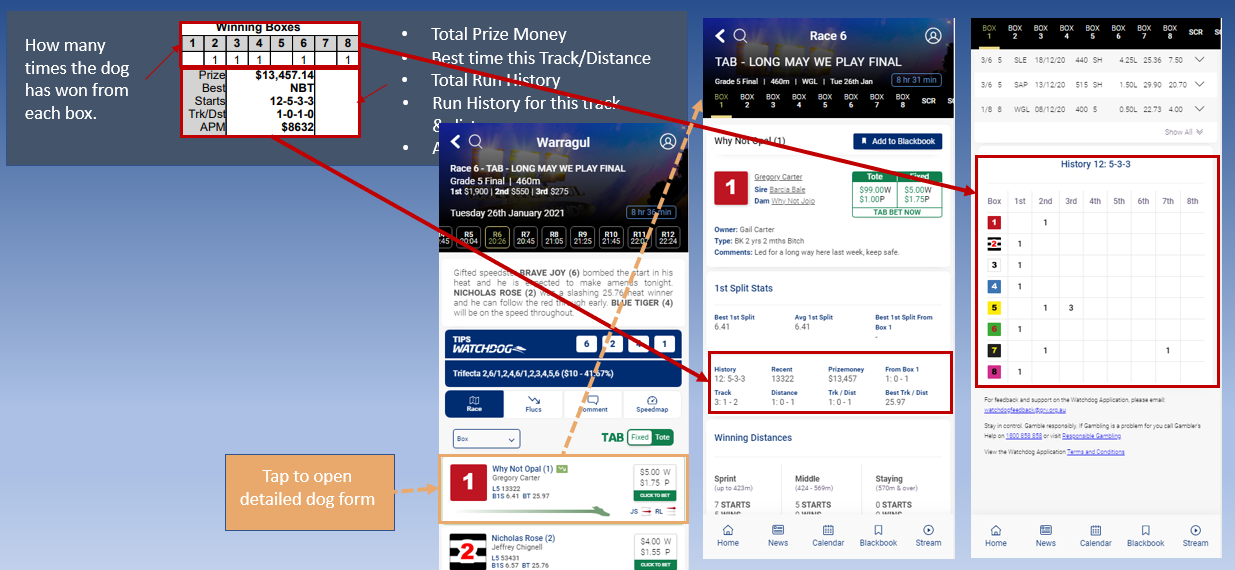 How many
times the dog
has won from
each box.
Winning Boxes
1 2 3 4 5 6 7 8
1 1 1 1 1
Prize $13,457.14
Best NBT
Starts 12-5-3-3
Trk/Dst 1-0-1-0
APM $8632
• Total Prize Money
• Best time this Track/Distance
• Total Run History
• Run History for this track
&
• A
Tap to open
detailed dog form
Warragul
Race 6 - TAB - LONG MAY WE PLAY FINAL
Grade 5 Final | 460m
1st $1,900 | 2nd $550 | 3rd $275
Tuesday 26th January 2021
8 hr 36 min
R5 R6 R7 R8 R9 R10 R11 R12
:45 20:04 20:26 20:45 21:05 21:25 21:45 22:24
Gifted speedster BRAVE JOY (6) bombed the start in his
heat and he is expected to make amends tonight.
NICHOLAS ROSE (2) was a slashing 25.76 heat winner
and he can follow the red through early. BLUE TIGER (4)
will be on the speed throughout.
TIPS
WATCHDOG
6 2 4 1
Trifecta 2,6/1,2,4,6/1,2,3,4,5,6 ($10 - 41.67%)
Race Flucs Comment Speedmap
Box
TAB Fixed Tote
1
Why Not Opal (1)
Gregory Carter
L5 13322
B1S 6.41 BT 25.97
$5.00 W
$1.75 P
CLICK TO BET
JS RL
2
Nicholas Rose (2)
Jeffrey Chignell
L5 53431
B1S 6.57 BT 25.76
$4.00 W
$1.55 P
CLICK TO BET
Race 6
TAB - LONG MAY WE PLAY FINAL
Grade 5 Final | 460m | WGL | Tue 26th Jan
8 hr 31 min
BOX BOX BOX BOX BOX BOX BOX BOX SCR
1 2 3 4 5 6 7 8
Why Not Opal (1)
Add to Blackbook
1
Gregory Carter
Sire Barcia Bale
Dam Why Not Jojo
Tote Fixed
$99.00W $5.00W
$1.00P $1.75P
TAB BET NOW
Owner: Gail Carter
Type: BK 2 yrs 2 mths Bitch
Comments: Led for a long way here last week, keep safe.
1st Split Stats
Best 1st Split Avg 1st Split Best 1st Split From
Box 1
6.41 6.41 -
History Recent Prizemoney From Box 1
12: 5-3-3 13322 $13,457 1: 0 - 1
Track Distance Trk / Dist Best Trk / Dist
3: 1 - 2 1: 0 - 1 1: 0 - 1 25.97
Winning Distances
Sprint Middle Staying
(up to 423m) (424 - 569m) (570m & over)
7 STARTS 5 STARTS 0 STARTS
Home News Calendar Blackbook Stream
BOX BOX BOX BOX BOX BOX BOX BOX SCR
1 2 3 4 5 6 7 8
3/6 5 SLE 18/12/20 440 SH 4.25L 25.36 7.50
3/6 5 SAP 13/12/20 515 SH 1.50L 29.90 20.70
1/8 8 WGL 08/12/20 400 5 0.50L 22.73 4.00
Show All
History 12: 5-3-3
Box 1st 2nd 3rd 4th 5th 6th 7th 8th
1 1
2 1
3 1
4 1
5 1 3
6 1
7 1 1
8 1
For feedback and support on the Watchdog Application, please email:
watchdogfeedback@grv.org.au
Stay in control. Gamble responsibly. If Gambling is a problem for you call Gambler's
Help on 1800 858 858 or visit Responsible Gambling
View the Watchdog Application Terms and Conditions
Home News Calendar Blackbook Stream